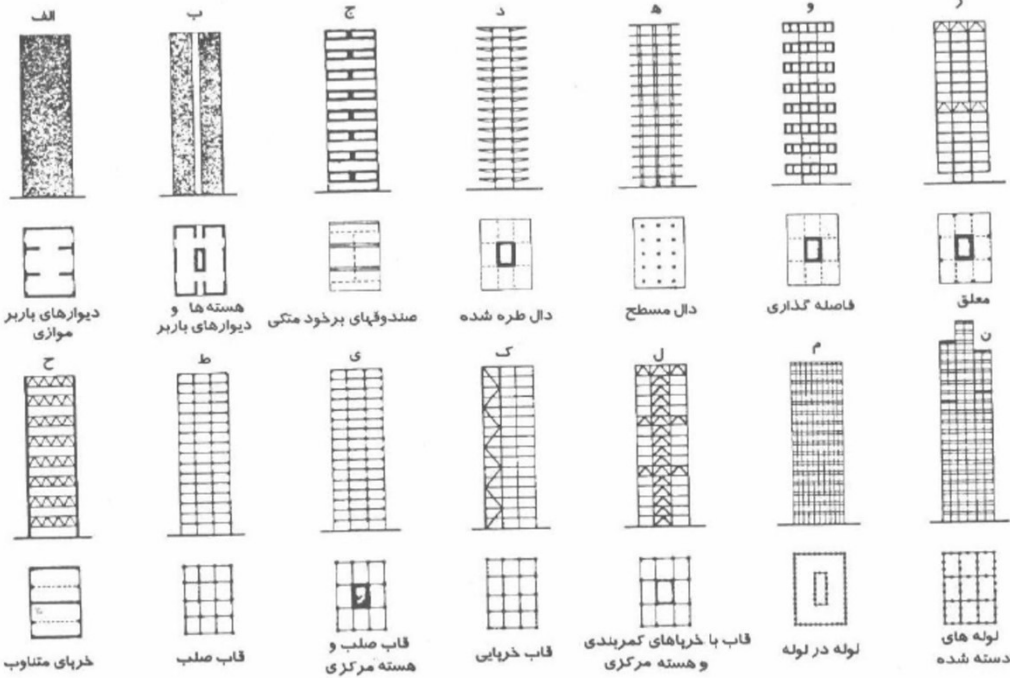 الف
ب
ج
د
ه
و
دیوارهای باربر
موازی
هسته ها و
دیوارهای باربر
صندوقهای برخود متکی
دال طره شده
دال مسطح
فاصله گذاری
معلق
ح
ط
ی
ک
ل
م
ن
خرپای متناوب
قاب صلب
قاب صلب و
هسته مرکزی
قاب خرپایی
قاب با خرپاهای کمربندی
و هسته مرکزی
لوله در لوله
لوله های
دسته شده